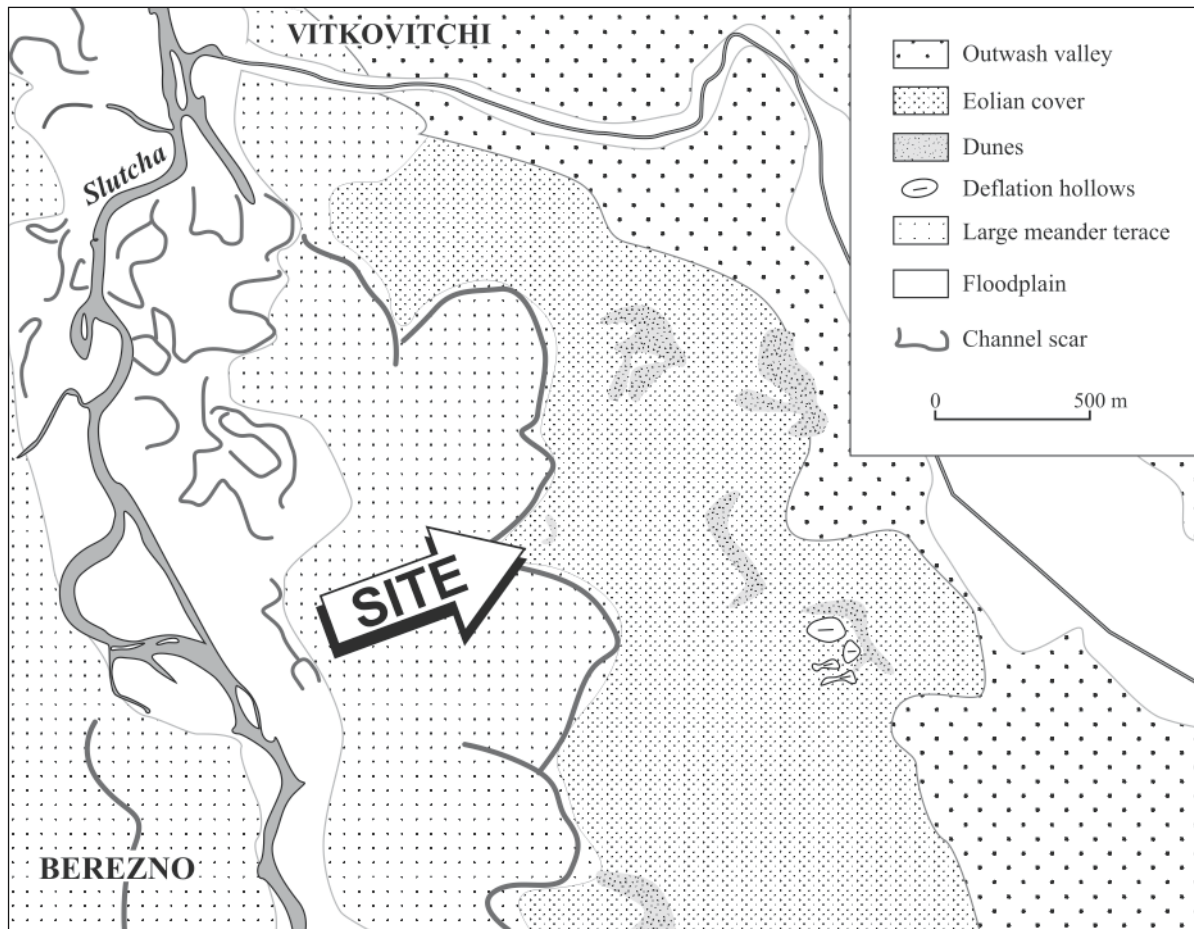 VITKOVITCHI
Slutcha
SITE
BEREZNO
Outwash valley
Eolian cover
Dunes
Deflation hollows
Large meander terace
Floodplain
Channel scar
0 500 m